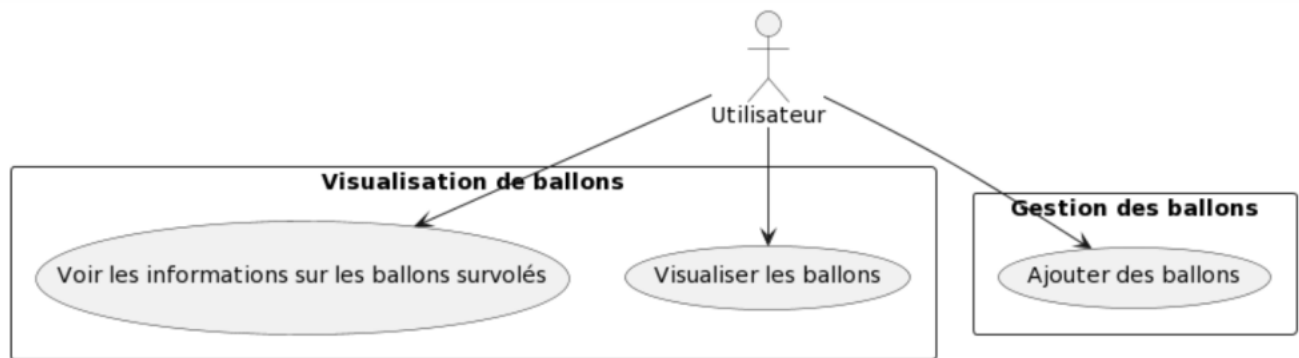 Utilisateur
Visualisation de ballons
Gestion des ballons
Voir les informations sur les ballons survolés
Visualiser les ballons
Ajouter des ballons